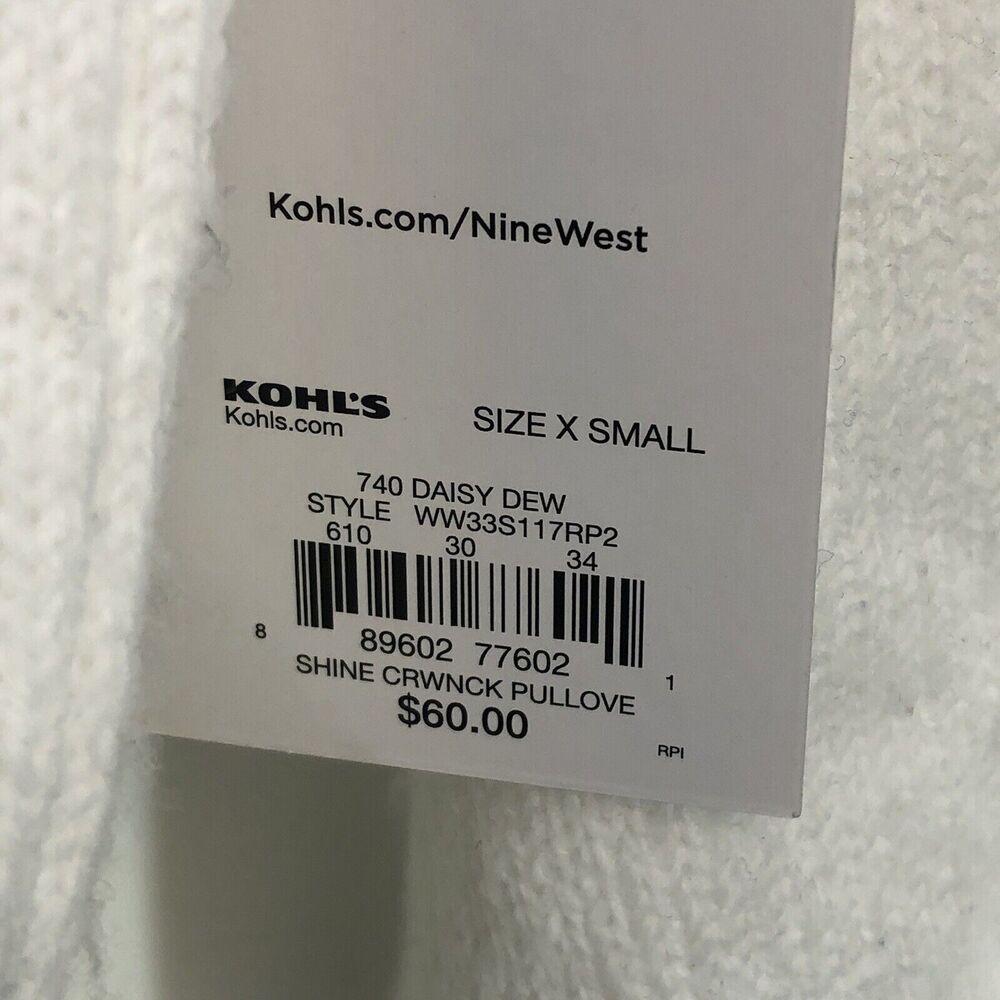 Kohls.com/NineWest
KOHL'S
Kohls.com
SIZE X SMALL
740 DAISY DEW
STYLE WW33S117RP2
610 30 34
8 89602 77602 1
SHINE CRWNCK PULLOVE
$60.00
RPI